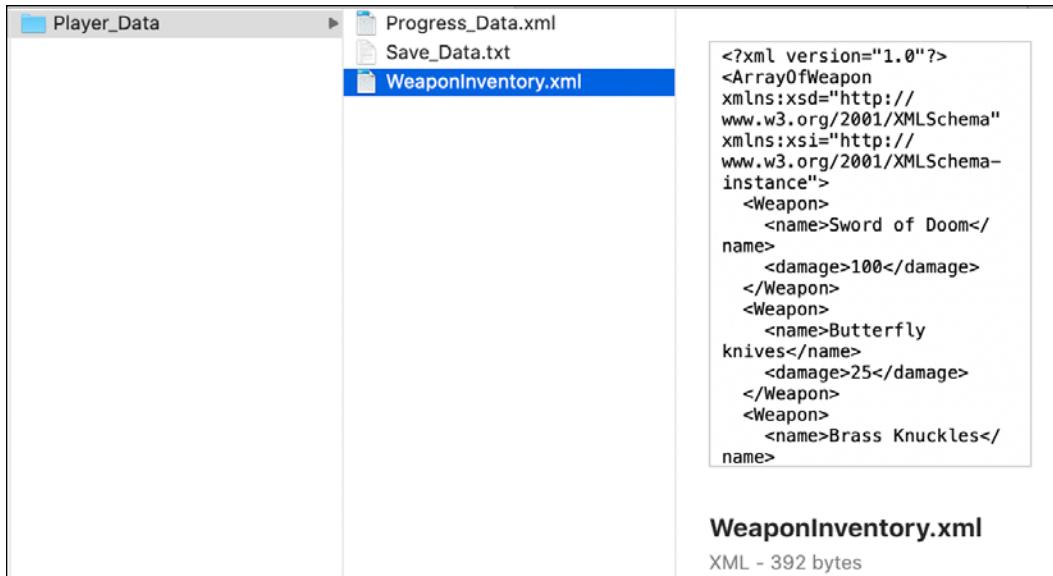 Player_Data
Progress_Data.xml
Save_Data.txt
WeaponInventory.xml
<?xml version="1.0"?>
<ArrayOfWeapon
xmlns:xsd="http://
www.w3.org/2001/XMLSchema"
xmlns:xsi="http://
www.w3.org/2001/XMLSchema-
instance">
  <Weapon>
    <name>Sword of Doom</
name>
    <damage>100</damage>
  </Weapon>
  <Weapon>
    <name>Butterfly
knives</name>
    <damage>25</damage>
  </Weapon>
  <Weapon>
    <name>Brass Knuckles</
name>
WeaponInventory.xml
XML - 392 bytes